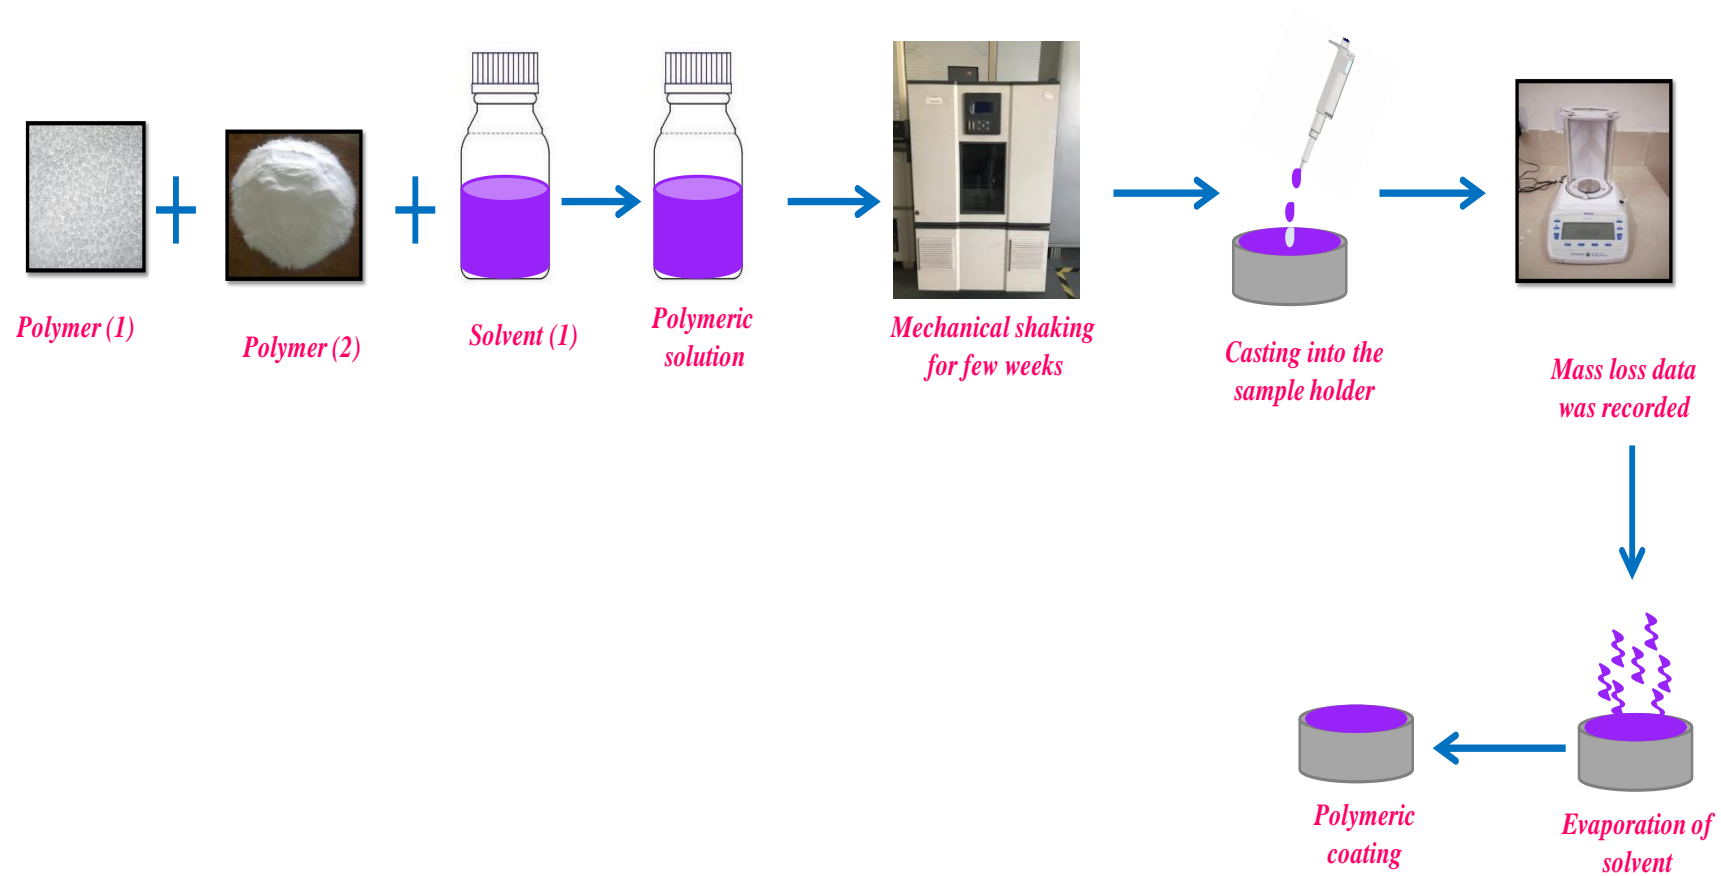 Polymer (1)
Polymer (2)
Solvent (1)
Polymeric
solution
Mechanical shaking
for few weeks
Casting into the
sample holder
Mass loss data
was recorded
Evaporation of
solvent
Polymeric
coating